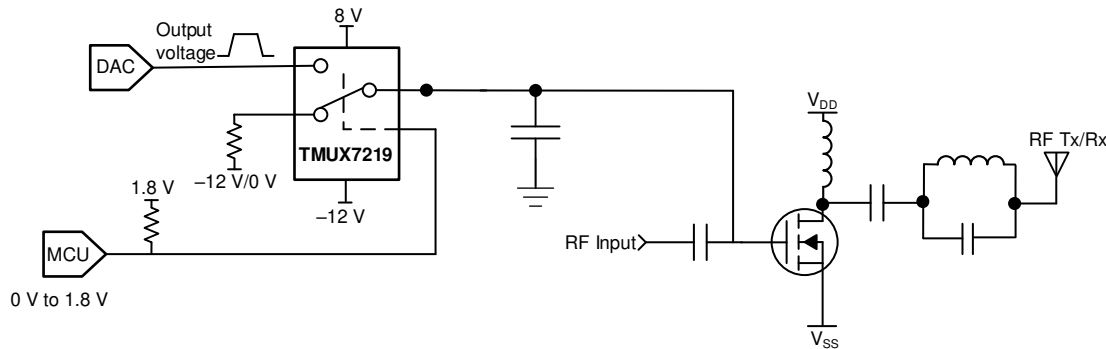 8 V
Output
voltage
DAC
TMUX7219
–12 V/0 V
–12 V
1.8 V
MCU
0 V to 1.8 V
RF Input
VDD
VSS
RF Tx/Rx